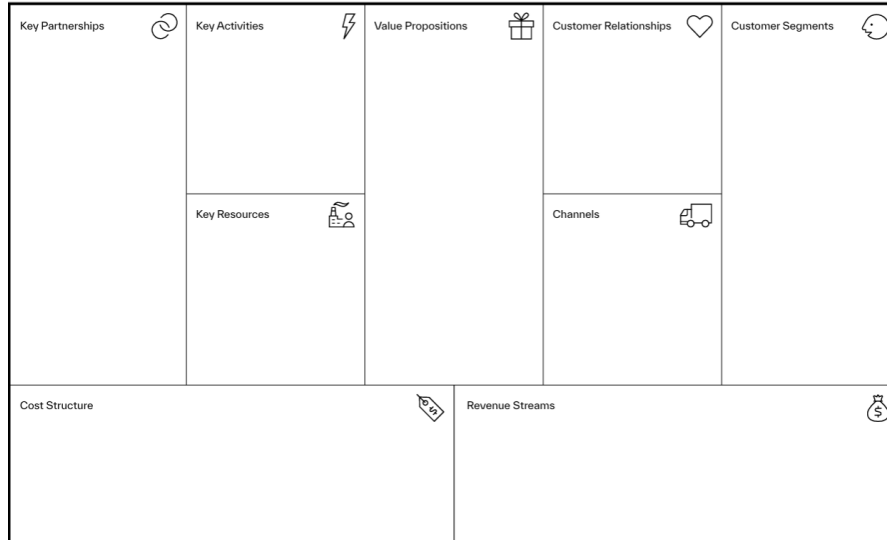 Key Partnerships
Key Activities
Value Propositions
Customer Relationships
Customer Segments
Key Resources
Channels
Cost Structure
$
Revenue Streams
$